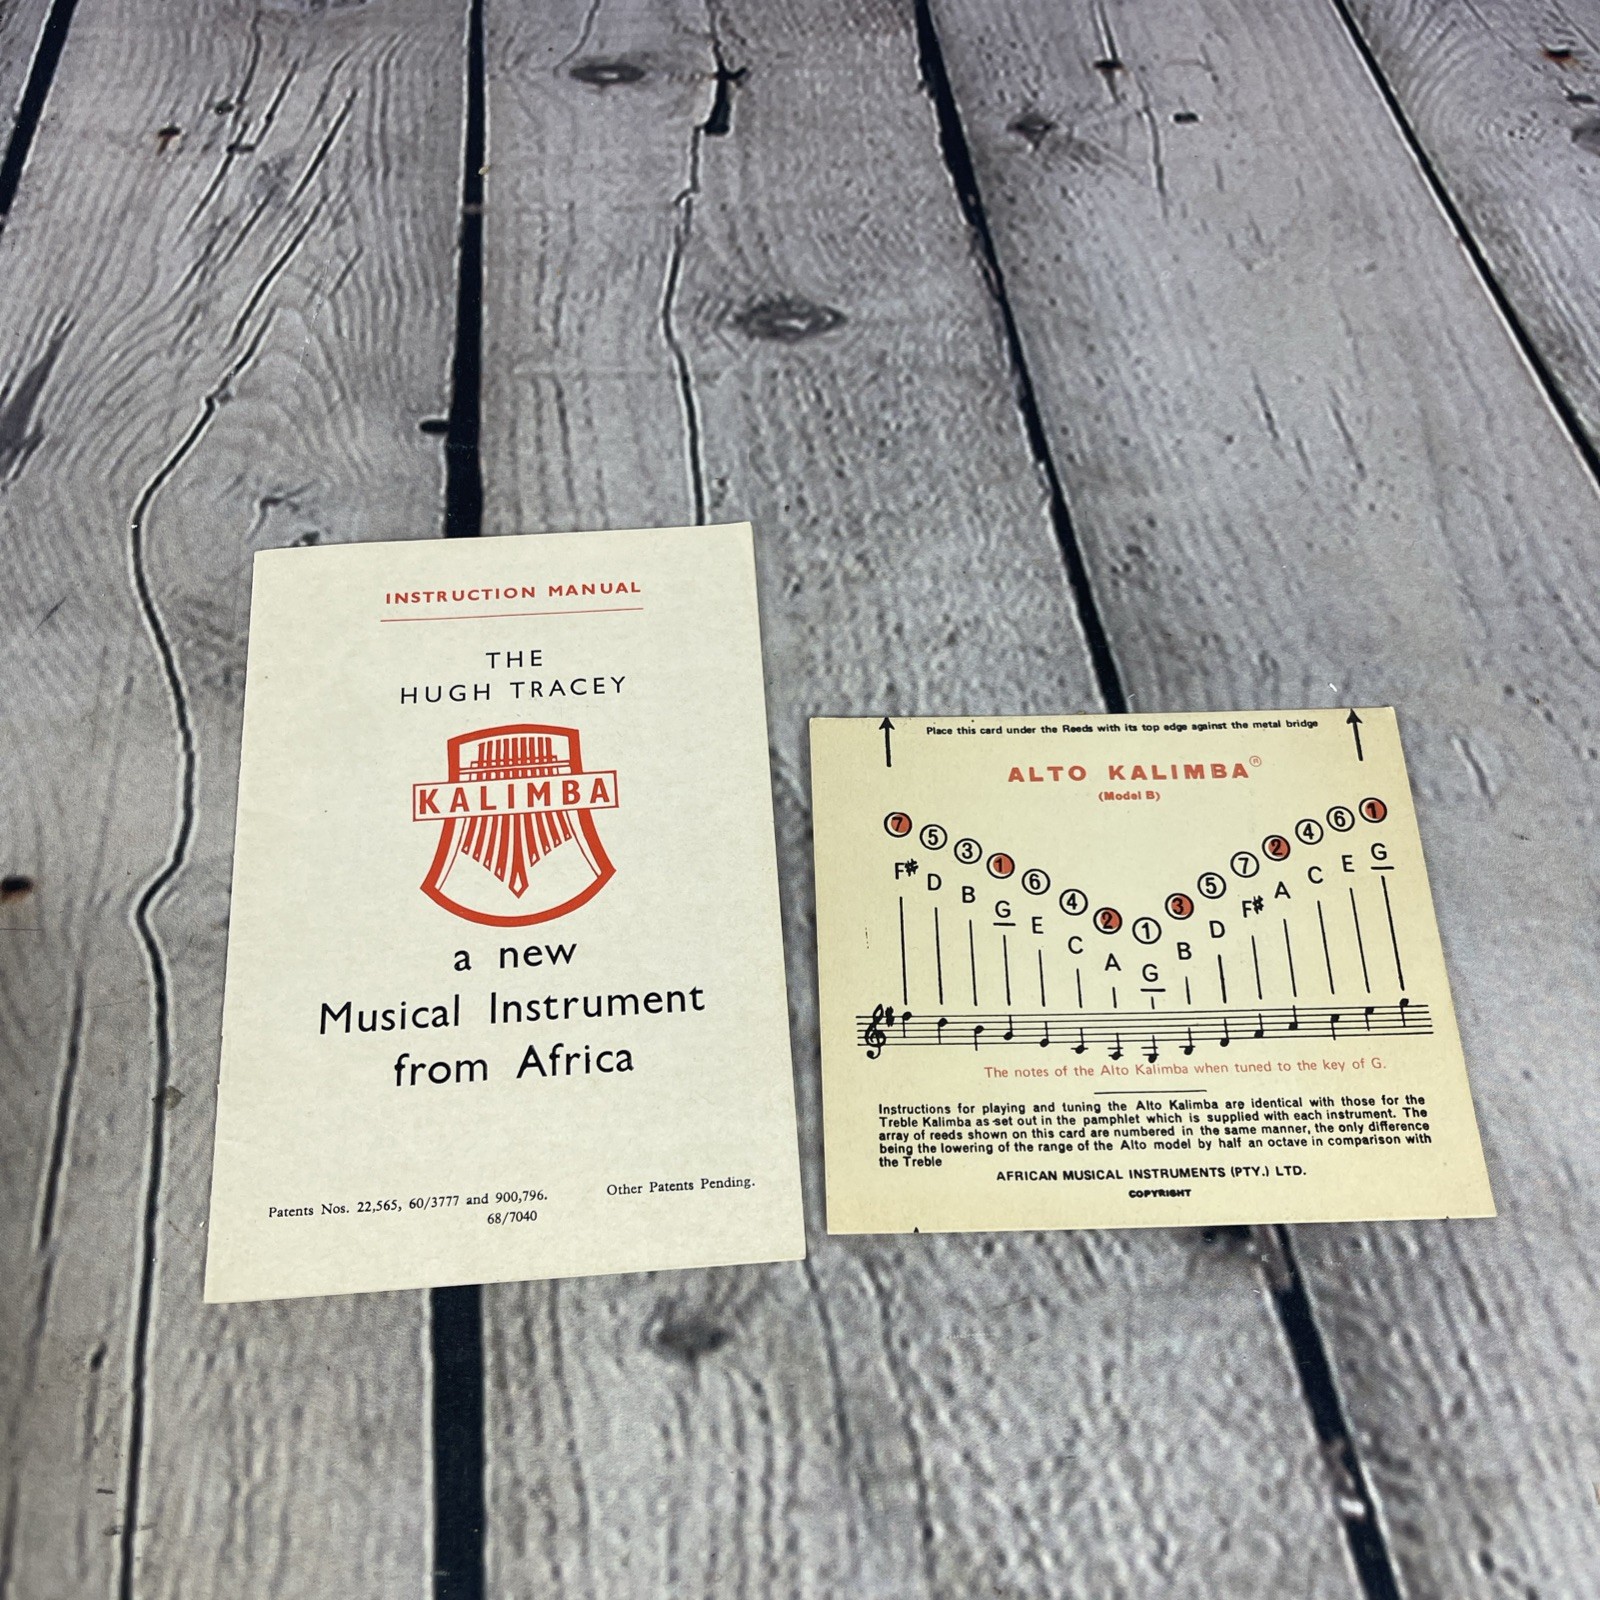 INSTRUCTION MANUAL
THE
HUGH TRACEY
KALIMBA
a new
Musical Instrument
from Africa
Patents Nos. 22,565, 60/3777 and 900,796. Other Patents Pending.
68/7040
Place this card under the Reeds with its top edge against the metal bridge
ALTO KALIMBA®
(Model B)
7 5 3 1 6 4 2 1 3 5 7 2 4 6 1
F# D B G E C A G B D F# A C E G
The notes of the Alto Kalimba when tuned to the key of G.
Instructions for playing and tuning the Alto Kalimba are identical with those for the
Treble Kalimba as set out in the pamphlet which is supplied with each instrument. The
array of reeds shown on this card are numbered in the same manner, the only difference
being the lowering of the range of the Alto model by half an octave in comparison with
the Treble
AFRICAN MUSICAL INSTRUMENTS (PTY.) LTD.
COPYRIGHT